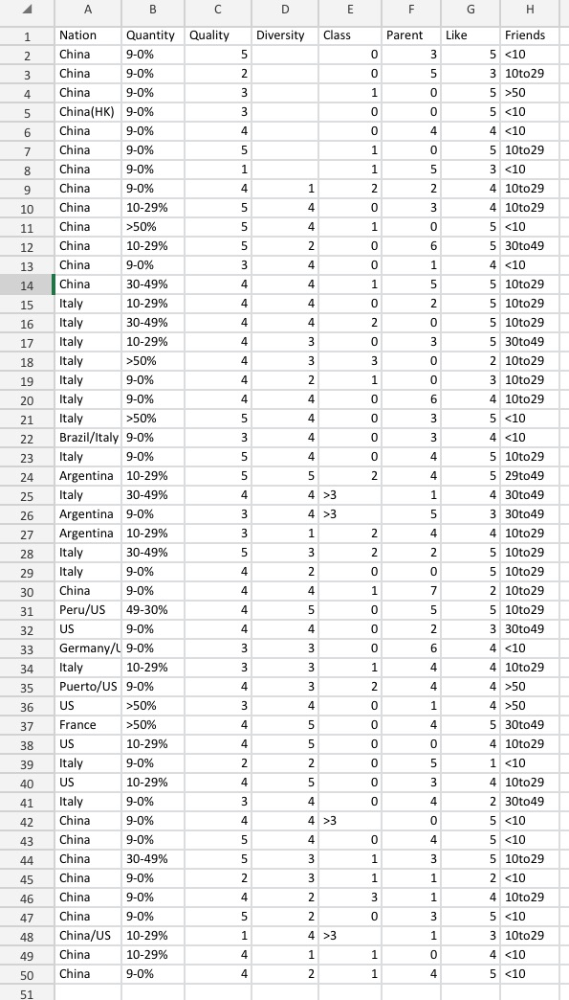 A B C D E F G H
1 Nation Quantity Quality Diversity Class Parent Like Friends
2 China 9-0% 5 0 3 5 <10
3 China 9-0% 2 0 5 3 10to29
4 China 9-0% 3 1 0 5 >50
5 China(HK) 9-0% 3 0 0 5 <10
6 China 9-0% 4 0 4 4 <10
7 China 9-0% 5 1 0 5 10to29
8 China 9-0% 1 1 5 3 <10
9 China 9-0% 4 1 2 2 4 10to29
10 China 10-29% 5 4 0 3 4 10to29
11 China >50% 5 4 1 0 5 <10
12 China 10-29% 5 2 0 6 5 30to49
13 China 9-0% 3 4 0 1 4 <10
14 China 30-49% 4 4 1 5 5 10to29
15 Italy 10-29% 4 4 0 2 5 10to29
16 Italy 30-49% 4 4 2 0 5 10to29
17 Italy 10-29% 4 3 0 3 5 30to49
18 Italy >50% 4 3 3 0 2 10to29
19 Italy 9-0% 4 2 1 0 3 10to29
20 Italy 9-0% 4 4 0 6 4 10to29
21 Italy >50% 5 4 0 3 5 <10
22 Brazil/Italy 9-0% 3 4 0 3 4 <10
23 Italy 9-0% 5 4 0 4 5 10to29
24 Argentina 10-29% 5 5 2 4 5 29to49
25 Italy 30-49% 4 4 >3 1 4 30to49
26 Argentina 9-0% 3 4 >3 5 3 30to49
27 Argentina 10-29% 3 1 2 4 4 10to29
28 Italy 30-49% 5 3 2 2 5 10to29
29 Italy 9-0% 4 2 0 0 5 10to29
30 China 9-0% 4 4 1 7 2 10to29
31 Peru/US 49-30% 4 5 0 5 5 10to29
32 US 9-0% 4 4 0 2 3 30to49
33 Germany/U 9-0% 3 3 0 6 4 <10
34 Italy 10-29% 3 3 1 4 4 10to29
35 Puerto/US 9-0% 4 3 2 4 4 >50
36 US >50% 3 4 0 1 4 >50
37 France >50% 4 5 0 4 5 30to49
38 US 10-29% 4 5 0 0 4 10to29
39 Italy 9-0% 2 2 0 5 1 <10
40 US 10-29% 4 5 0 3 4 10to29
41 Italy 9-0% 3 4 0 4 2 30to49
42 China 9-0% 4 4 >3 0 5 <10
43 China 9-0% 5 4 0 4 5 <10
44 China 30-49% 5 3 1 3 5 10to29
45 China 9-0% 2 3 1 1 2 <10
46 China 9-0% 4 2 3 1 4 10to29
47 China 9-0% 5 2 0 3 5 <10
48 China/US 10-29% 1 4 >3 1 3 10to29
49 China 10-29% 4 1 1 0 4 <10
50 China 9-0% 4 2 1 4 5 <10
51